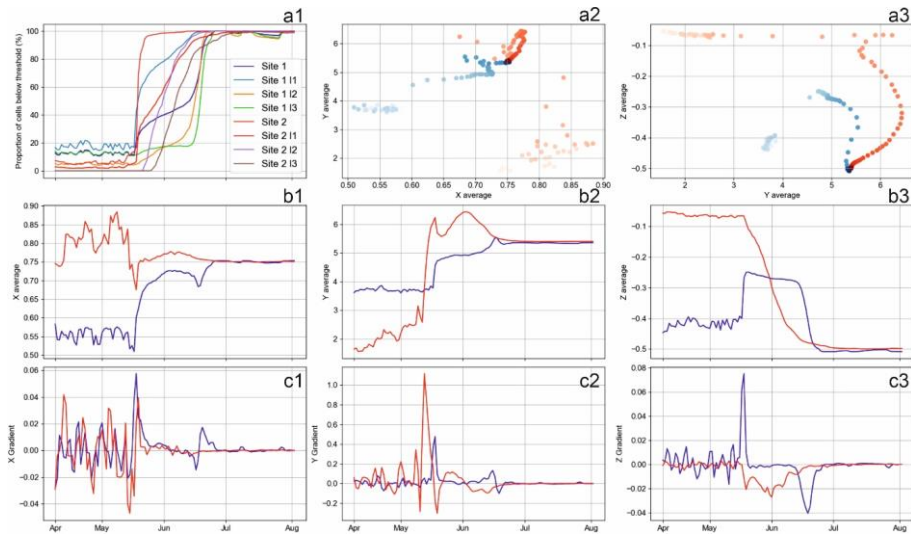 a1
a2
a3
Proportion of cells below threshold (%)
100
80
60
40
20
0
Site 1
Site 1 l1
Site 1 l2
Site 1 l3
Site 2
Site 2 l1
Site 2 l2
Site 2 l3
Y average
6
5
4
3
2
0.50 0.55 0.60 0.65 0.70 0.75 0.80 0.85 0.90
X average
Z average
−0.1
−0.2
−0.3
−0.4
−0.5
2 3 4 5 6
Y average
b1
b2
b3
X average
0.90
0.85
0.80
0.75
0.70
0.65
0.60
0.55
0.50
Y average
6
5
4
3
2
Z average
−0.1
−0.2
−0.3
−0.4
−0.5
c1
c2
c3
X Gradient
0.06
0.04
0.02
0.00
−0.02
−0.04
Apr May Jun Jul Aug
Y Gradient
1.0
0.8
0.6
0.4
0.2
0.0
−0.2
Apr May Jun Jul Aug
Z Gradient
0.08
0.06
0.04
0.02
0.00
−0.02
−0.04
Apr May Jun Jul Aug